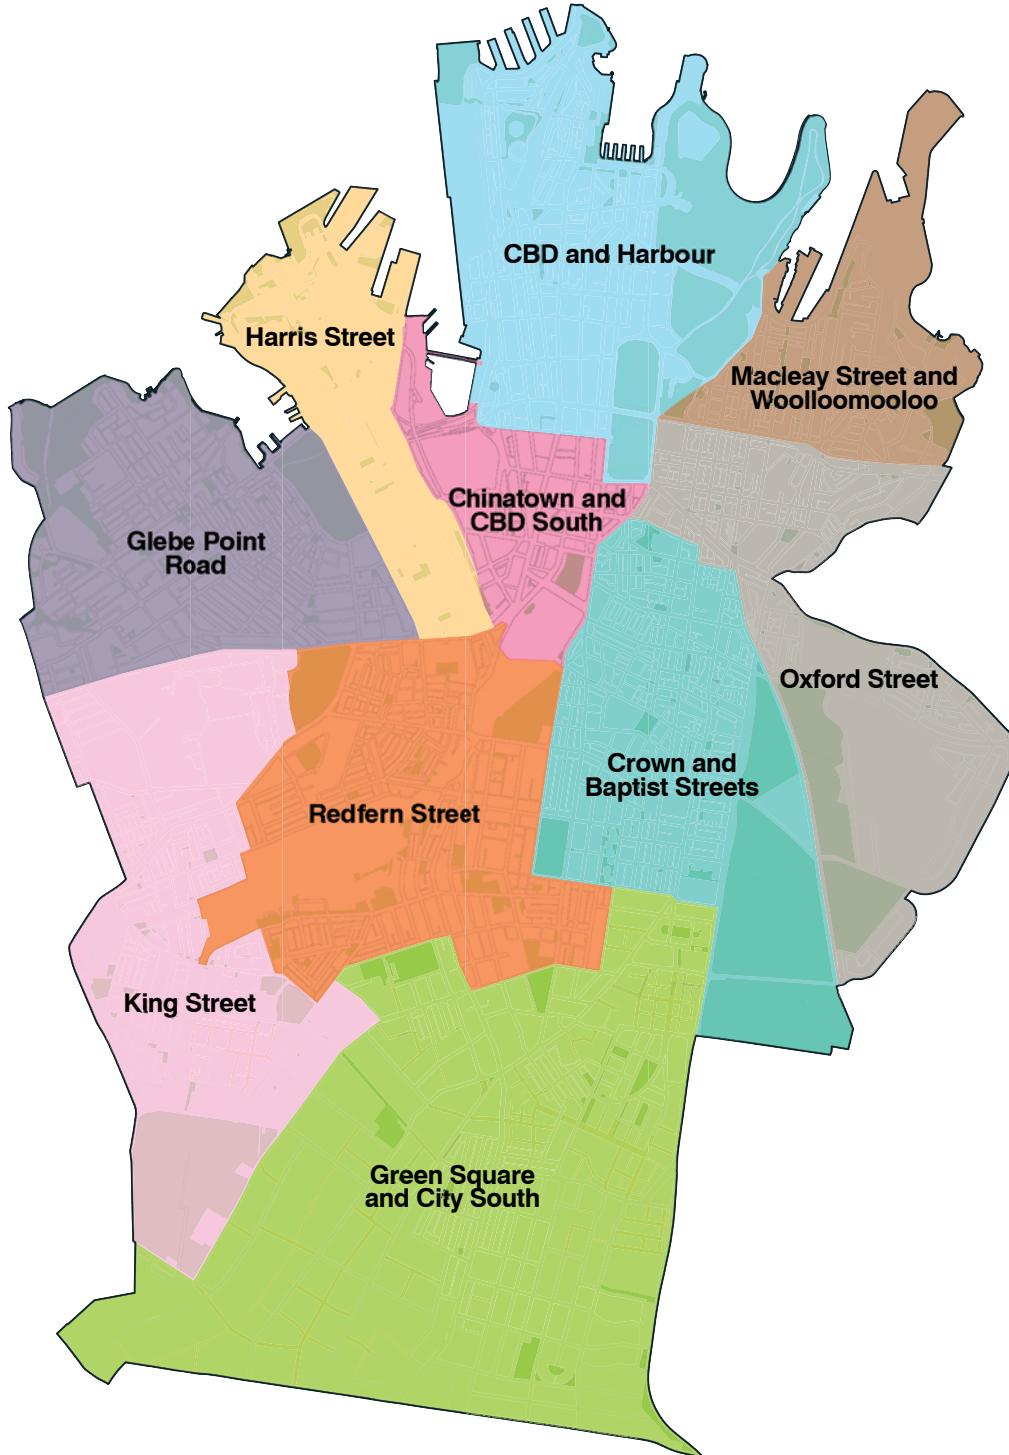 CBD and Harbour
Harris Street
Macleay Street and
Woolloomooloo
Chinatown and
CBD South
Glebe Point
Road
Oxford Street
Crown and
Baptist Streets
Redfern Street
King Street
Green Square
and City South